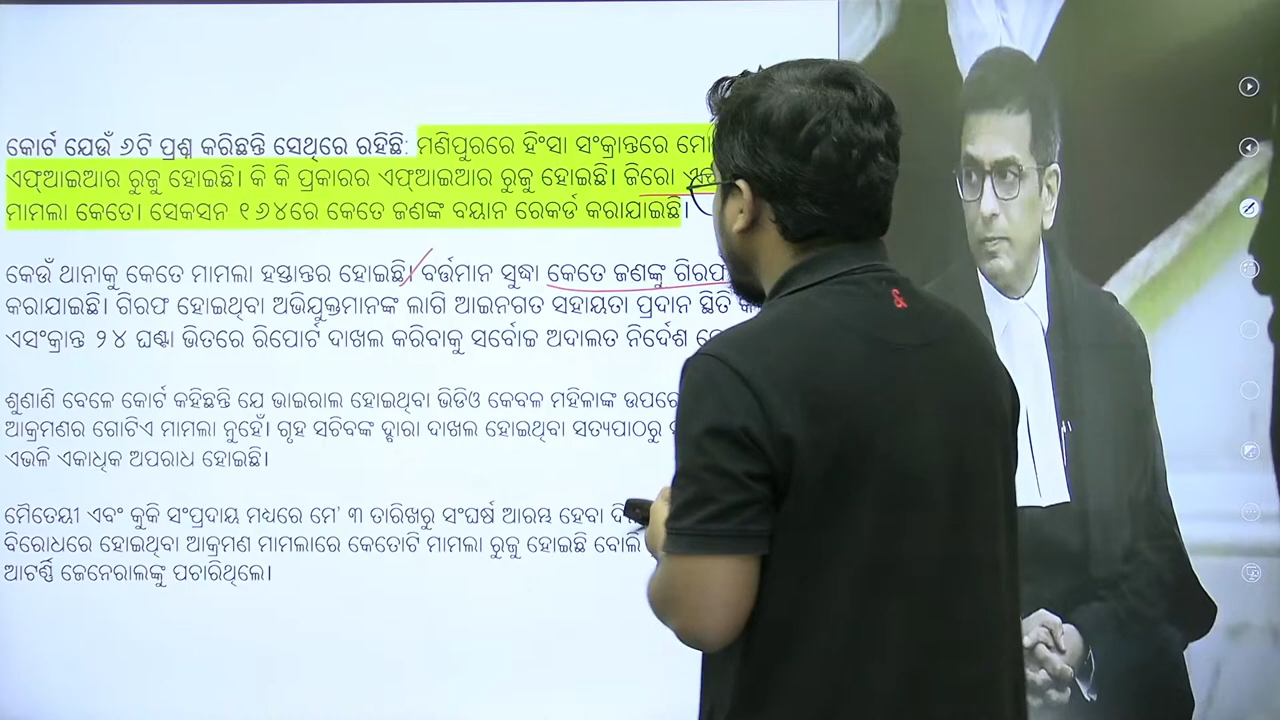 କୋର୍ଟ ଯେଉଁ ୬ଟି ପ୍ରଶ୍ନ କରିଛନ୍ତି ସେଥିରେ ରହିଛି: ମଣିପୁରରେ ହିଂସା ସଂକ୍ରାନ୍ତରେ
ଏଫ୍‌ଆଇଆର ରୁଜୁ ହୋଇଛି। କି କି ପ୍ରକାରର ଏଫ୍‌ଆଇଆର ରୁଜୁ ହୋଇଛି। ଜିରୋ
ମାମଲା କେତେ। ସେକସନ ୧୬୪ରେ କେତେ ଜଣଙ୍କ ବୟାନ ରେକର୍ଡ କରାଯାଇଛି।
କେଉଁ ଥାନାକୁ କେତେ ମାମଲା ହସ୍ତାନ୍ତର ହୋଇଛି। ବର୍ତ୍ତମାନ ସୁଦ୍ଧା କେତେ ଜଣଙ୍କୁ
କରାଯାଇଛି। ଗିରଫ ହୋଇଥିବା ଅଭିଯୁକ୍ତମାନଙ୍କ ଲାଗି ଆଇନଗତ ସହାୟତା ପ୍ରଦାନ ସ୍ଥିତି
ଏସଂକ୍ରାନ୍ତ ୨୪ ଘଣ୍ଟା ଭିତରେ ରିପୋର୍ଟ ଦାଖଲ କରିବାକୁ ସର୍ବୋଚ୍ଚ ଅଦାଲତ ନିର୍ଦେଶ
ଶୁଣାଣି ବେଳେ କୋର୍ଟ କହିଛନ୍ତି ଯେ ଭାଇରାଲ ହୋଇଥିବା ଭିଡିଓ କେବଳ ମହିଳାଙ୍କ
ଆକ୍ରମଣର ଗୋଟିଏ ମାମଲା ନୁହେଁ। ଗୃହ ସଚିବଙ୍କ ଦ୍ବାରା ଦାଖଲ ହୋଇଥିବା ସତ୍ୟପାଠରୁ
ଏଭଳି ଏକାଧିକ ଅପରାଧ ହୋଇଛି।
ମୈତେୟୀ ଏବଂ କୁକି ସଂପ୍ରଦାୟ ମଧ୍ୟରେ ମେ' ୩ ତାରିଖରୁ ସଂଘର୍ଷ ଆରମ୍ଭ ହେବା
ବିରୋଧରେ ହୋଇଥିବା ଆକ୍ରମଣ ମାମଲାରେ କେତୋଟି ମାମଲା ରୁଜୁ ହୋଇଛି ବୋଲି
ଆଟର୍ଣ୍ଣି ଜେନେରାଲଙ୍କୁ ପଚାରିଥିଲେ।
&